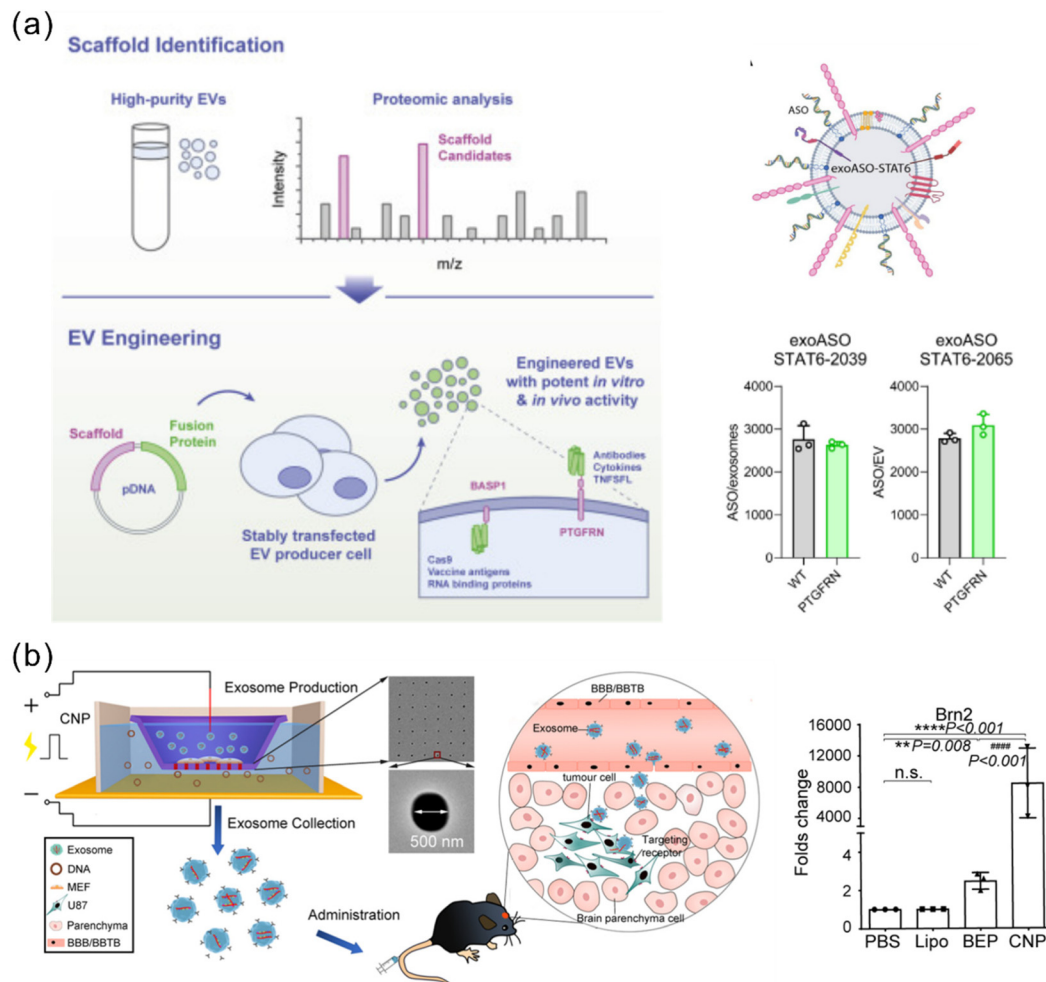 (a)
Scaffold Identification
High-purity EVs
Proteomic analysis
Scaffold
Candidates
Intensity
m/z
EV Engineering
Scaffold
Fusion
Protein
pDNA
Stably transfected
EV producer cell
Engineered EVs
with potent in vitro
& in vivo activity
BASP1
Antibodies
Cytokines
TNFSFL
PTGFRN
Cas9
Vaccine antigens
RNA binding proteins
ASO
exoASO-STAT6
exoASO
STAT6-2039
ASO/exosomes
4000
3000
2000
1000
0
WT
PTGFRN
exoASO
STAT6-2065
ASO/EV
4000
3000
2000
1000
0
WT
PTGFRN
(b)
Exosome Production
+
CNP
−
500 nm
Exosome Collection
Exosome
DNA
MEF
U87
Parenchyma
BBB/BBTB
Administration
BBB/BBTB
Exosome
tumour cell
Targeting
receptor
Brain parenchyma cell
Brn2
****P<0.001
**P=0.008
####
P<0.001
n.s.
Folds change
16000
12000
8000
4000
4
2
0
PBS
Lipo
BEP
CNP